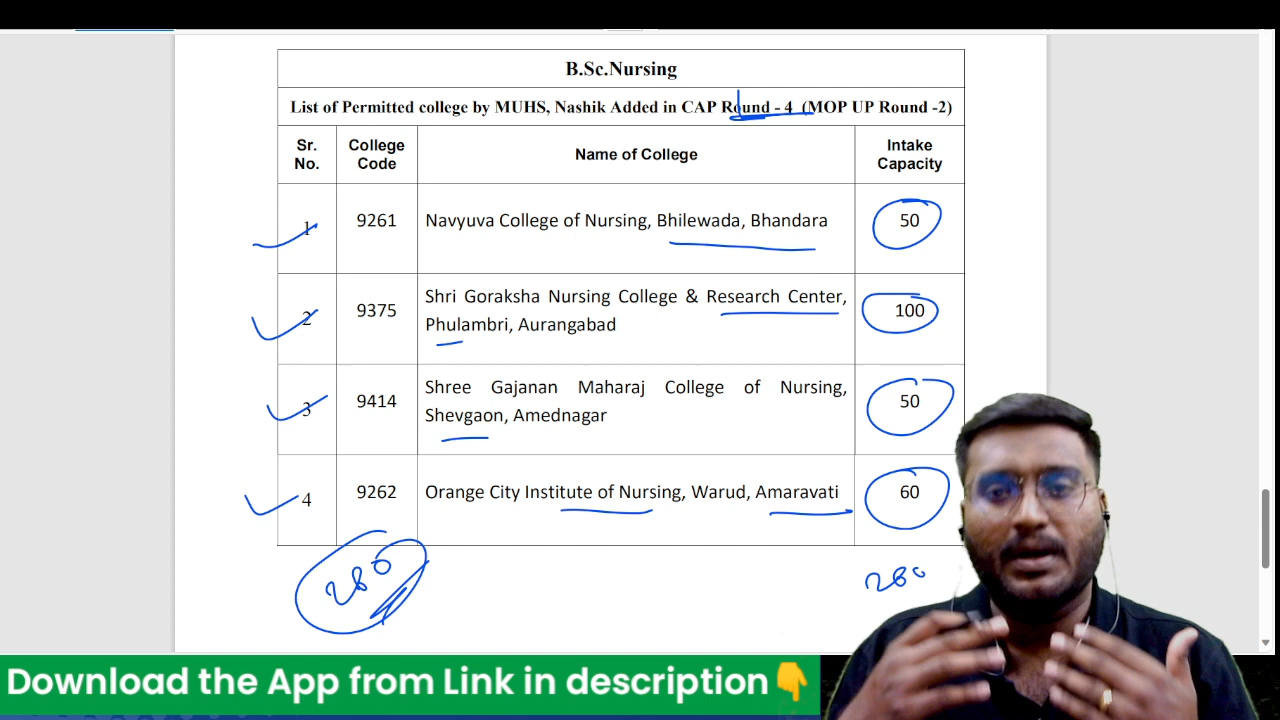 B.Sc.Nursing
List of Permitted college by MUHS, Nashik Added in CAP Round - 4 (MOP UP Round -2)
Sr. No. College Code Name of College Intake Capacity
1 9261 Navyuva College of Nursing, Bhilewada, Bhandara 50
2 9375 Shri Goraksha Nursing College & Research Center, 100
Phulambri, Aurangabad
3 9414 Shree Gajanan Maharaj College of Nursing, 50
Shevgaon, Amednagar
4 9262 Orange City Institute of Nursing, Warud, Amaravati 60
280 280
Download the App from Link in description👇